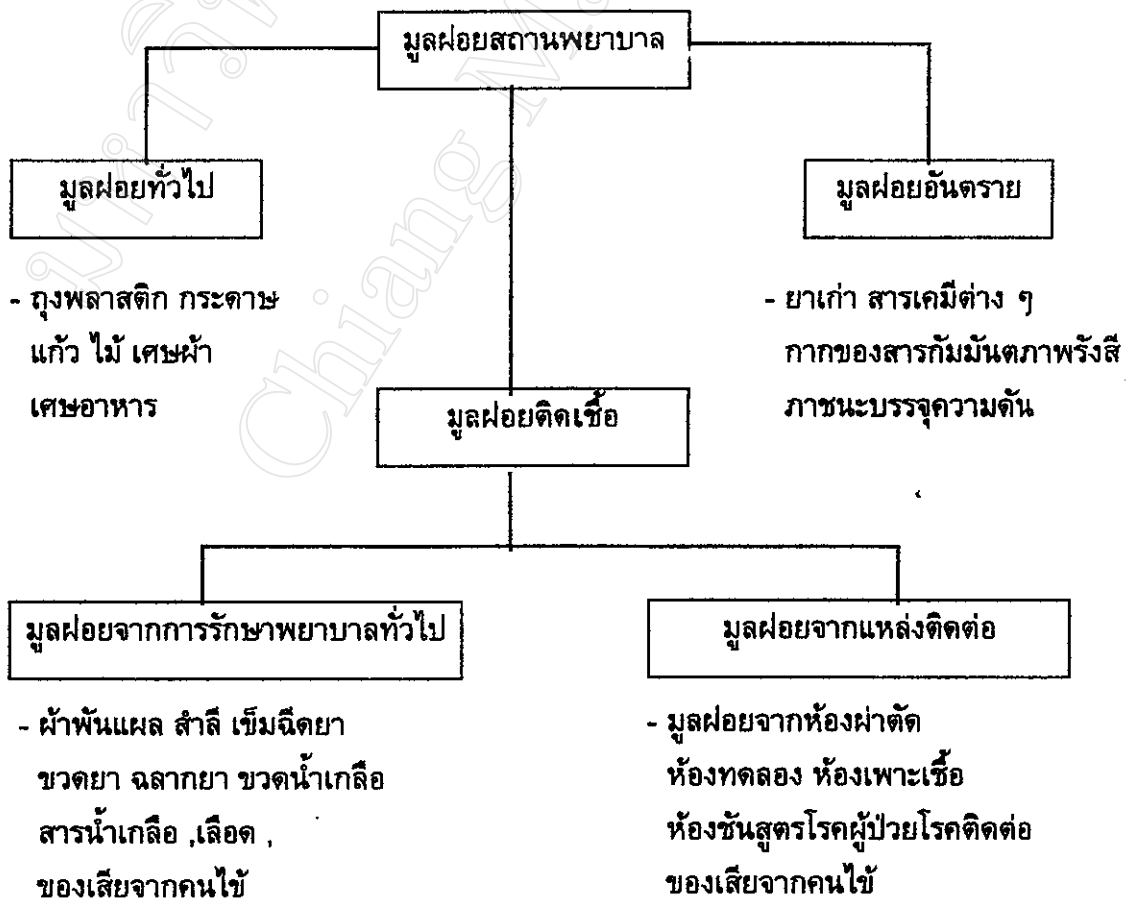 มูลฝอยสถานพยาบาล
มูลฝอยทั่วไป
- ถุงพลาสติก กระดาษ
แก้ว ไม้ เศษผ้า
เศษอาหาร
มูลฝอยอันตราย
- ยาเก่า สารเคมีต่าง ๆ
กากของสารกัมมันตภาพรังสี
ภาชนะบรรจุความดัน
มูลฝอยติดเชื้อ
มูลฝอยจากการรักษาพยาบาลทั่วไป
- ผ้าพันแผล สำลี เข็มฉีดยา
ขวดยา ฉลากยา ขวดน้ำเกลือ
สารน้ำเกลือ ,เลือด ,
ของเสียจากคนไข้
มูลฝอยจากแหล่งติดต่อ
- มูลฝอยจากห้องผ่าตัด
ห้องทดลอง ห้องเพาะเชื้อ
ห้องชันสูตรโรคผู้ป่วยโรคติดต่อ
ของเสียจากคนไข้
Chiang M